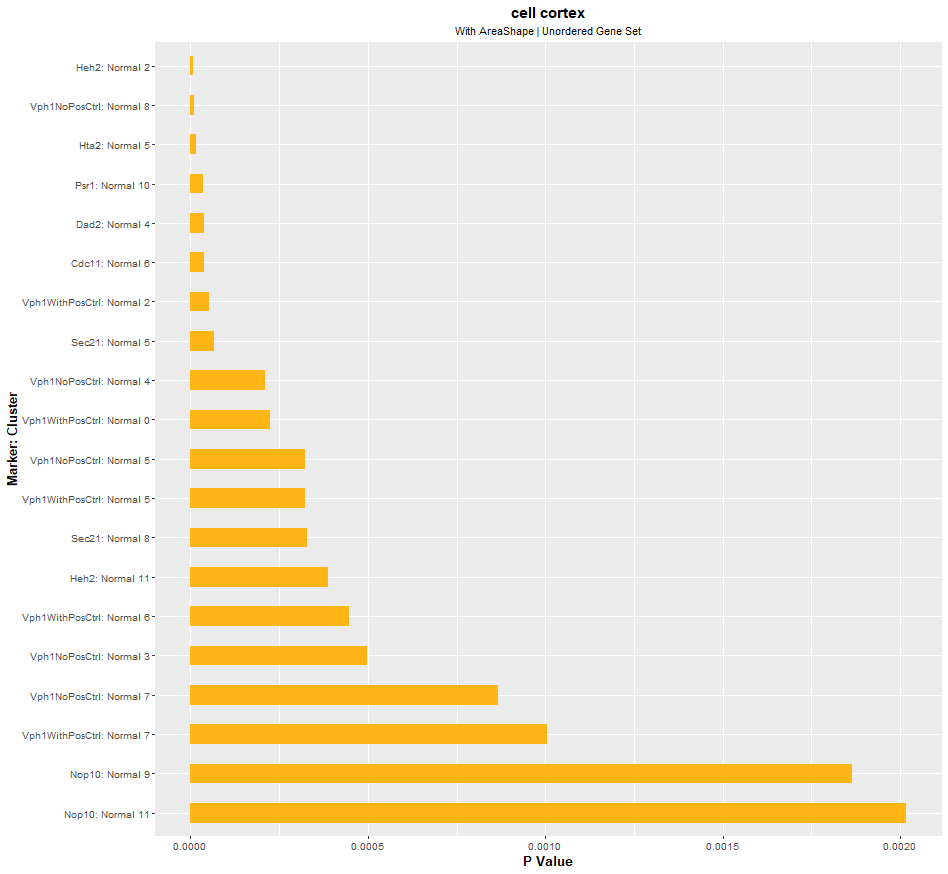 cell cortex
With AreaShape | Unordered Gene Set
Marker: Cluster
Heh2: Normal 2
Vph1NoPosCtrl: Normal 8
Hta2: Normal 5
Psr1: Normal 10
Dad2: Normal 4
Cdc11: Normal 6
Vph1WithPosCtrl: Normal 2
Sec21: Normal 5
Vph1NoPosCtrl: Normal 4
Vph1WithPosCtrl: Normal 0
Vph1NoPosCtrl: Normal 5
Vph1WithPosCtrl: Normal 5
Sec21: Normal 8
Heh2: Normal 11
Vph1WithPosCtrl: Normal 6
Vph1NoPosCtrl: Normal 3
Vph1NoPosCtrl: Normal 7
Vph1WithPosCtrl: Normal 7
Nop10: Normal 9
Nop10: Normal 11
0.0000 0.0005 0.0010 0.0015 0.0020
P Value